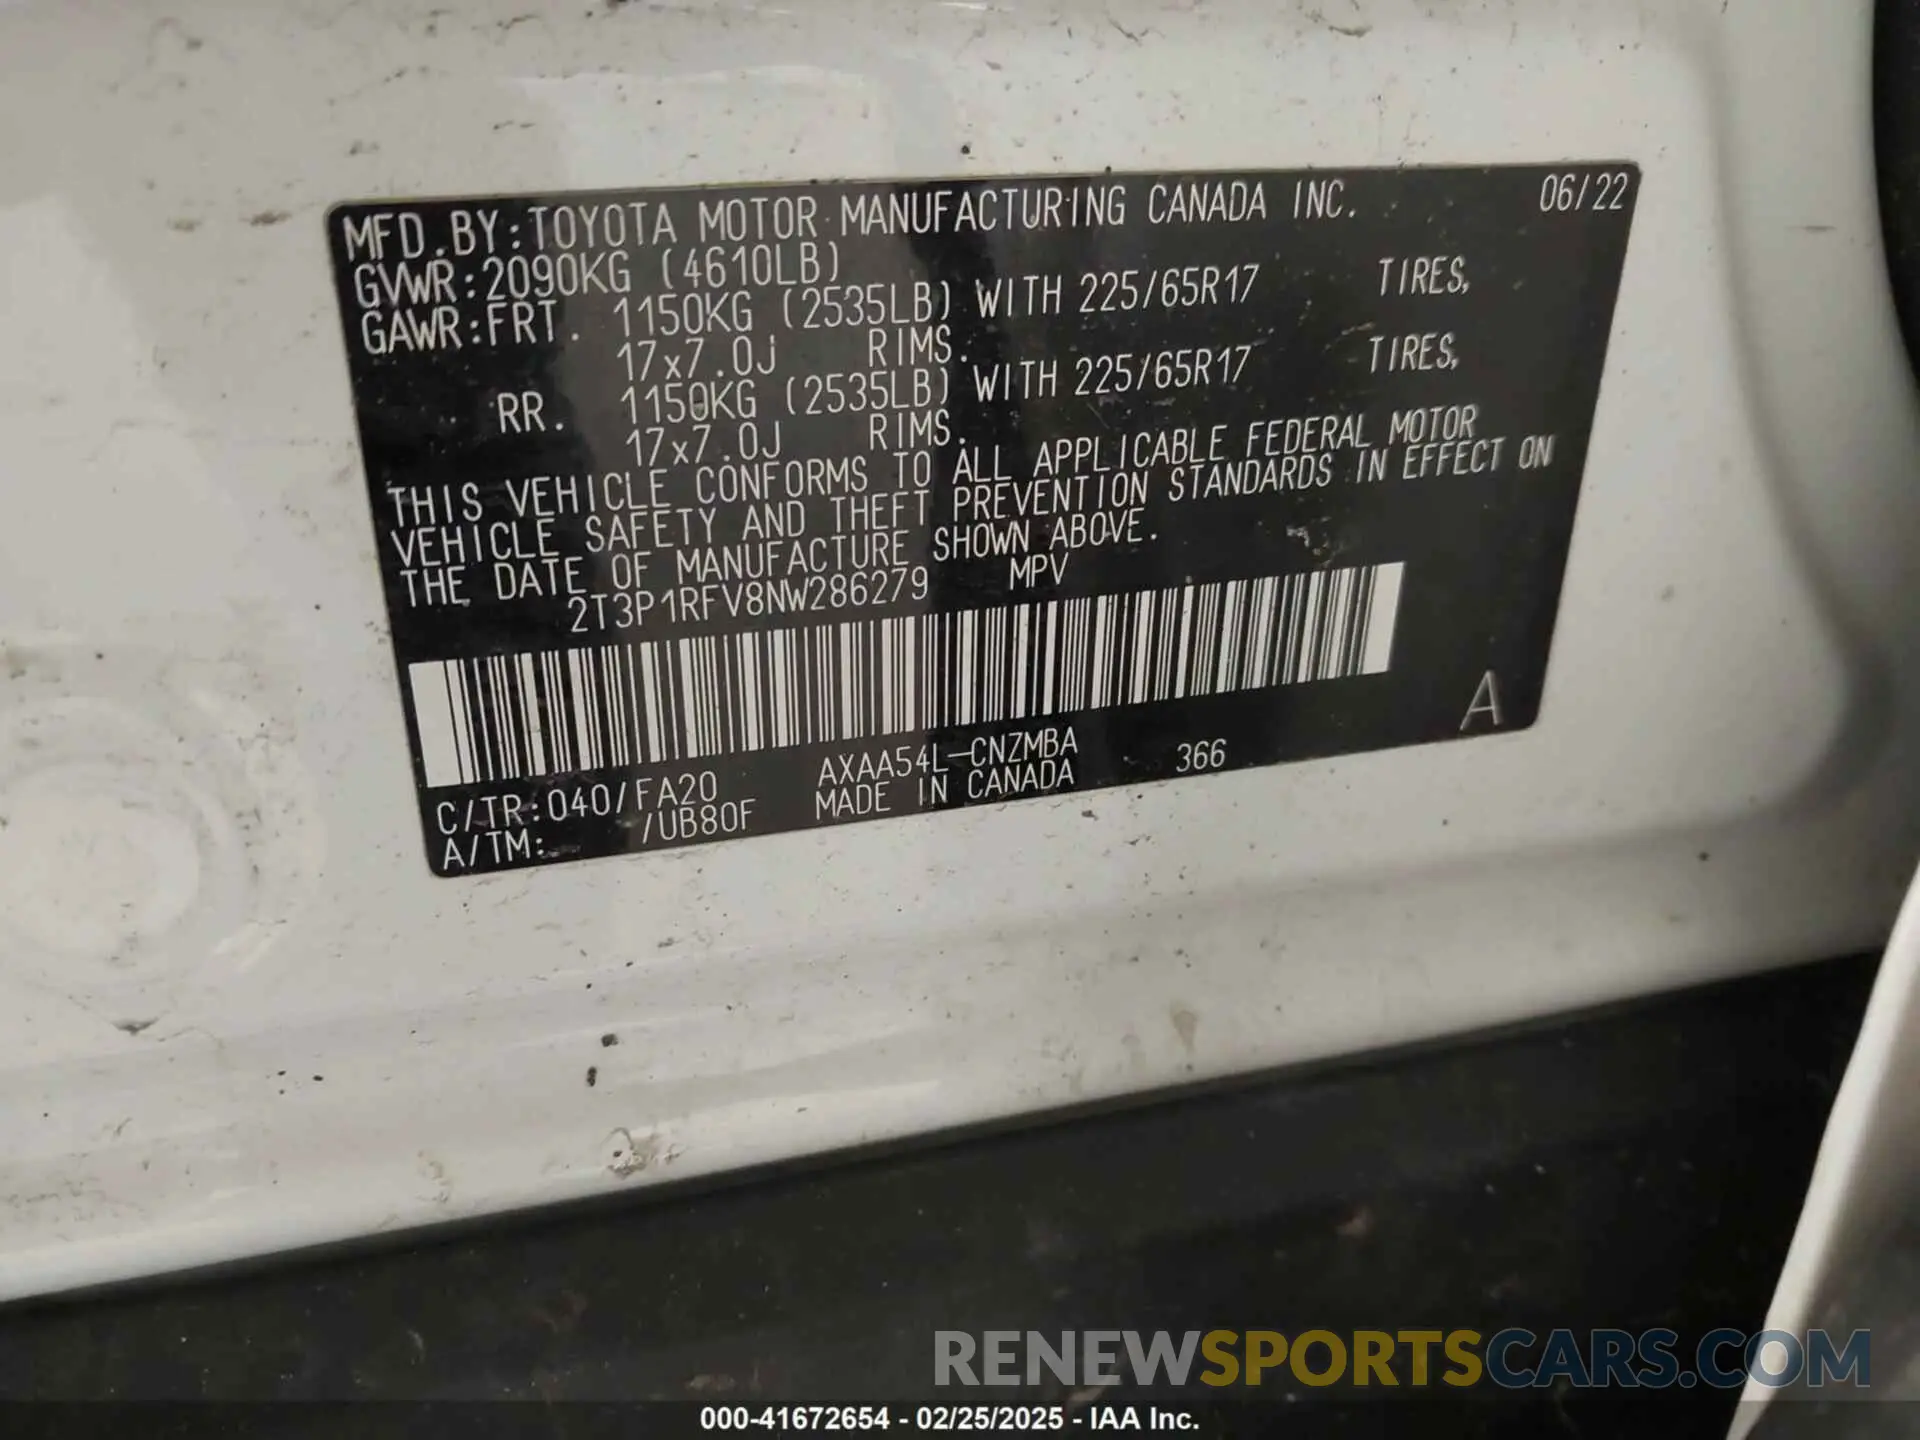 MFD.BY:TOYOTA MOTOR MANUFACTURING CANADA INC. 06/22
GVWR:2090KG (4610LB)
GAWR:FRT. 1150KG (2535LB) WITH 225/65R17 TIRES,
17x7.0J RIMS.
RR. 1150KG (2535LB) WITH 225/65R17 TIRES,
17x7.0J RIMS.
THIS VEHICLE CONFORMS TO ALL APPLICABLE FEDERAL MOTOR
VEHICLE SAFETY AND THEFT PREVENTION STANDARDS IN EFFECT ON
THE DATE OF MANUFACTURE SHOWN ABOVE.
2T3P1RFV8NW286279 MPV
A
C/TR:040/FA20 AXAA54L-CNZMBA 366
A/TM: /UB80F MADE IN CANADA
RENEWSPORTSCARS.COM
000-41672654 - 02/25/2025 - IAA Inc.